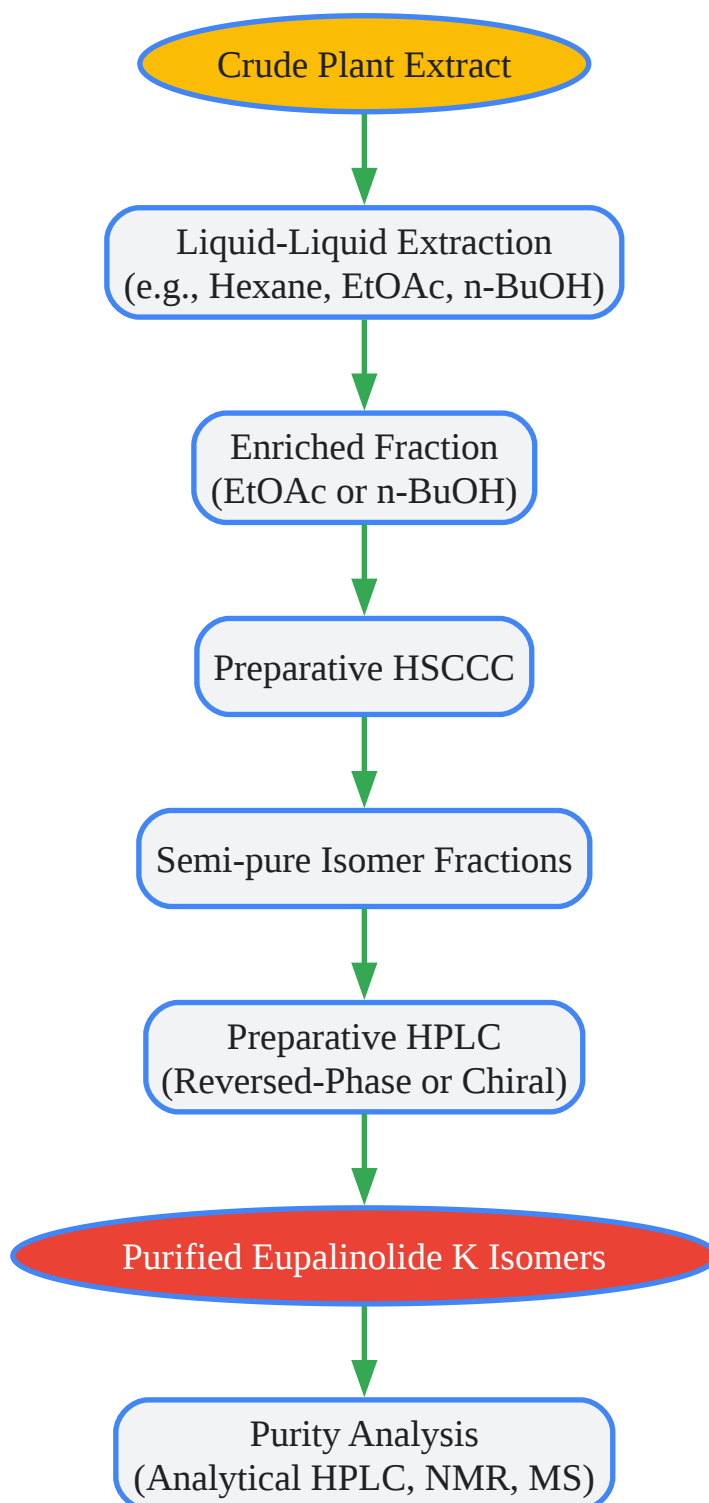 Crude Plant Extract
Liquid-Liquid Extraction
(e.g., Hexane, EtOAc, n-BuOH)
Enriched Fraction
(EtOAc or n-BuOH)
Preparative HSCCC
Semi-pure Isomer Fractions
Preparative HPLC
(Reversed-Phase or Chiral)
Purified Eupalinolide K Isomers
Purity Analysis
(Analytical HPLC, NMR, MS)